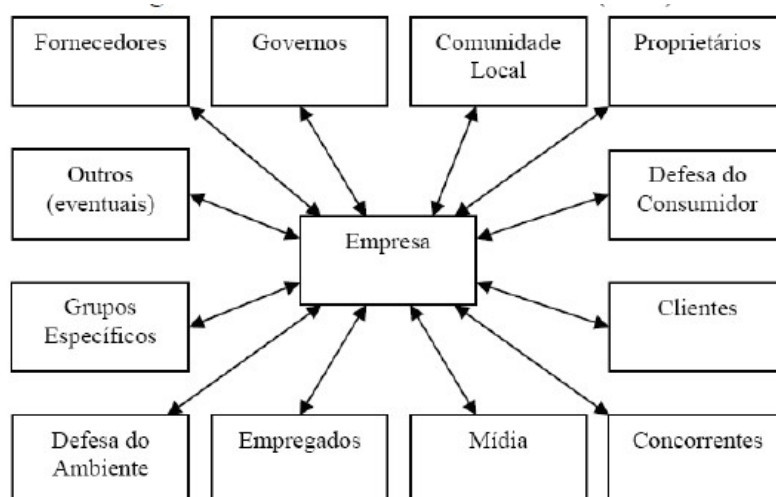 Fornecedores
Governos
Comunidade
Local
Proprietários
Outros
(eventuais)
Defesa do
Consumidor
Empresa
Grupos
Específicos
Clientes
Defesa do
Ambiente
Empregados
Mídia
Concorrentes